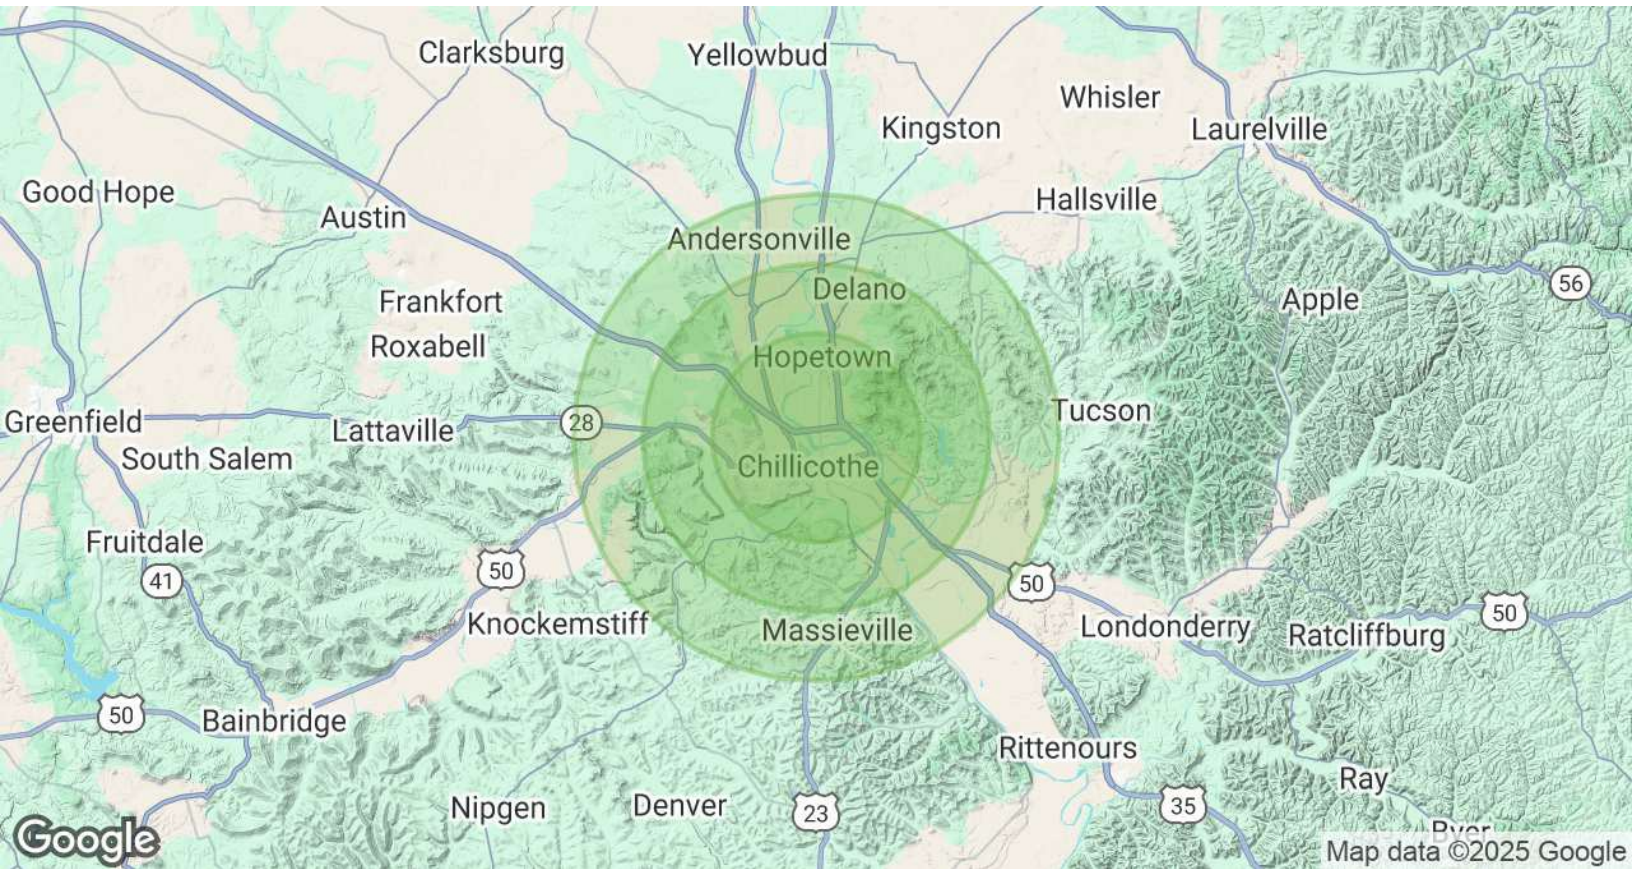 Clarksburg
Yellowbud
Whisler
Kingston
Laurelville
Good Hope
Austin
Hallsville
Andersonville
56
Delano
Frankfort
Apple
Roxabell
Hopetown
Greenfield
28
Tucson
Lattaville
South Salem
Chillicothe
Fruitdale
41
50
50
50
Knockemstiff
Massieville
Londonderry
Ratcliffburg
50
Bainbridge
Rittenours
Ray
Nipgen
Denver
23
35
Byer
Google
Map data ©2025 Google